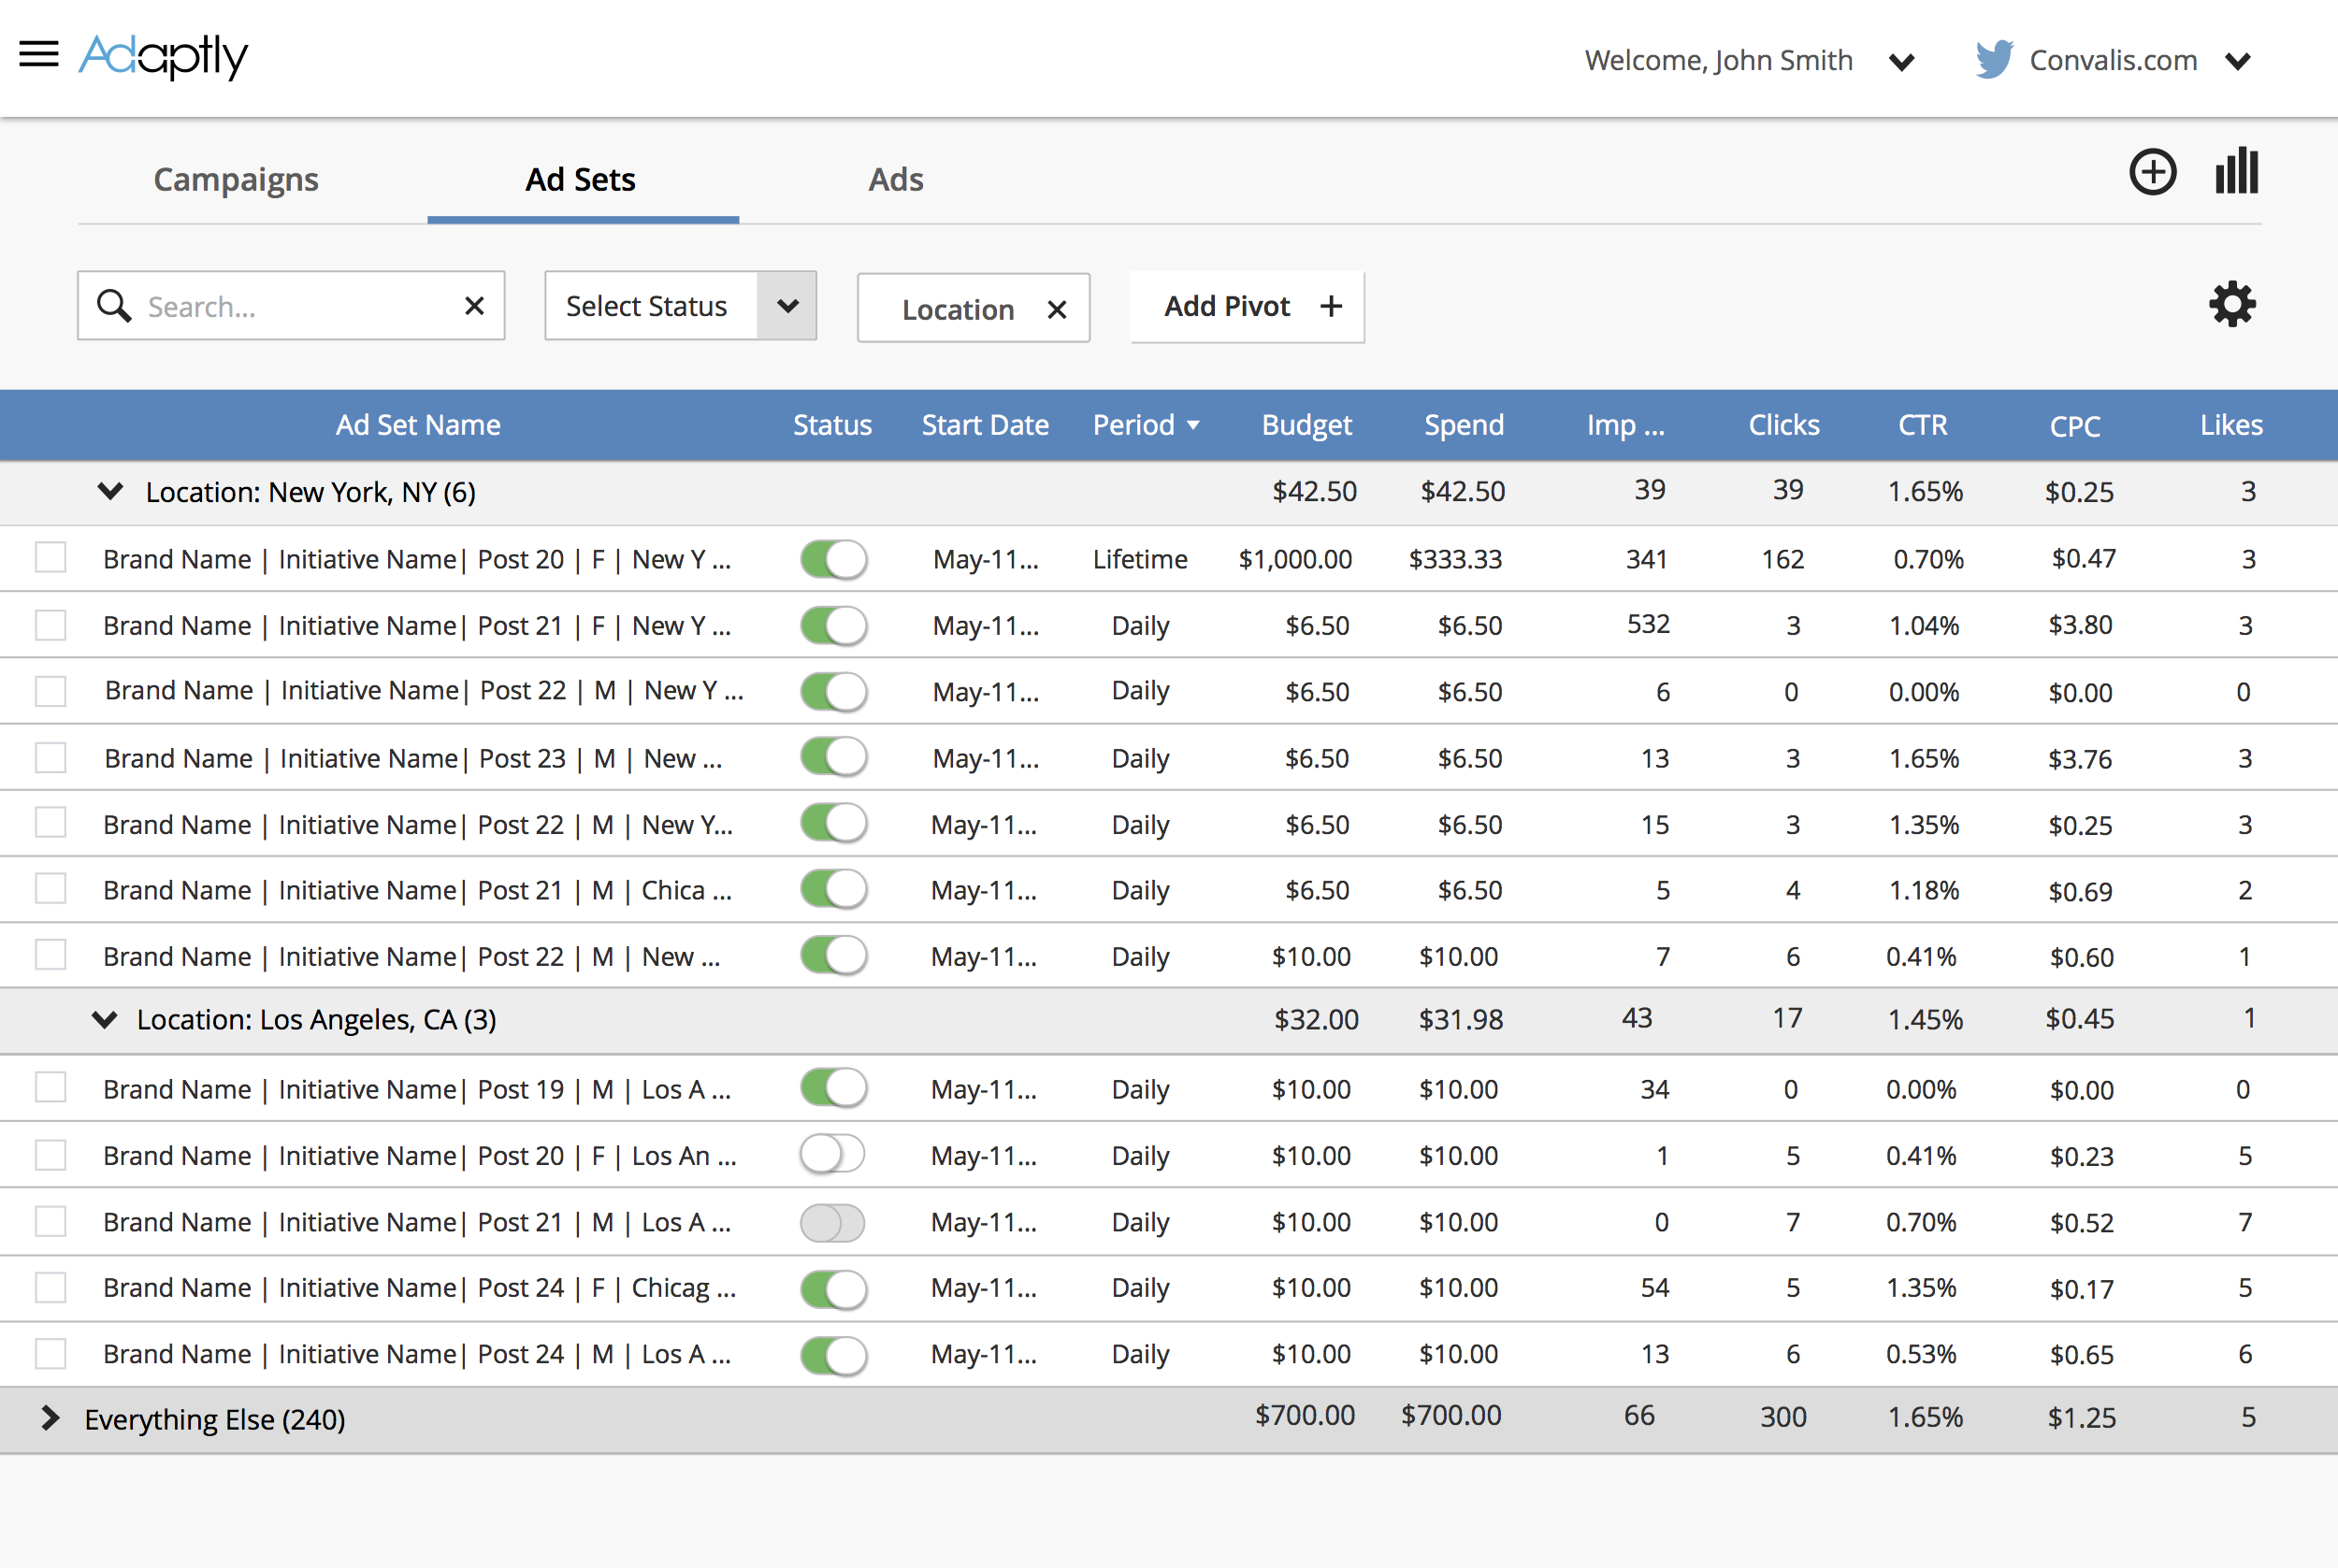 Adaptly
Welcome, John Smith
Convalis.com
Campaigns Ad Sets Ads
Search... Select Status Location Add Pivot +
Ad Set Name Status Start Date Period Budget Spend Imp ... Clicks CTR CPC Likes
Location: New York, NY (6) $42.50 $42.50 39 39 1.65% $0.25 3
Brand Name | Initiative Name| Post 20 | F | New Y ... May-11... Lifetime $1,000.00 $333.33 341 162 0.70% $0.47 3
Brand Name | Initiative Name| Post 21 | F | New Y ... May-11... Daily $6.50 $6.50 532 3 1.04% $3.80 3
Brand Name | Initiative Name| Post 22 | M | New Y ... May-11... Daily $6.50 $6.50 6 0 0.00% $0.00 0
Brand Name | Initiative Name| Post 23 | M | New ... May-11... Daily $6.50 $6.50 13 3 1.65% $3.76 3
Brand Name | Initiative Name| Post 22 | M | New Y... May-11... Daily $6.50 $6.50 15 3 1.35% $0.25 3
Brand Name | Initiative Name| Post 21 | M | Chica ... May-11... Daily $6.50 $6.50 5 4 1.18% $0.69 2
Brand Name | Initiative Name| Post 22 | M | New ... May-11... Daily $10.00 $10.00 7 6 0.41% $0.60 1
Location: Los Angeles, CA (3) $32.00 $31.98 43 17 1.45% $0.45 1
Brand Name | Initiative Name| Post 19 | M | Los A ... May-11... Daily $10.00 $10.00 34 0 0.00% $0.00 0
Brand Name | Initiative Name| Post 20 | F | Los An ... May-11... Daily $10.00 $10.00 1 5 0.41% $0.23 5
Brand Name | Initiative Name| Post 21 | M | Los A ... May-11... Daily $10.00 $10.00 0 7 0.70% $0.52 7
Brand Name | Initiative Name| Post 24 | F | Chicag ... May-11... Daily $10.00 $10.00 54 5 1.35% $0.17 5
Brand Name | Initiative Name| Post 24 | M | Los A ... May-11... Daily $10.00 $10.00 13 6 0.53% $0.65 6
Everything Else (240) $700.00 $700.00 66 300 1.65% $1.25 5